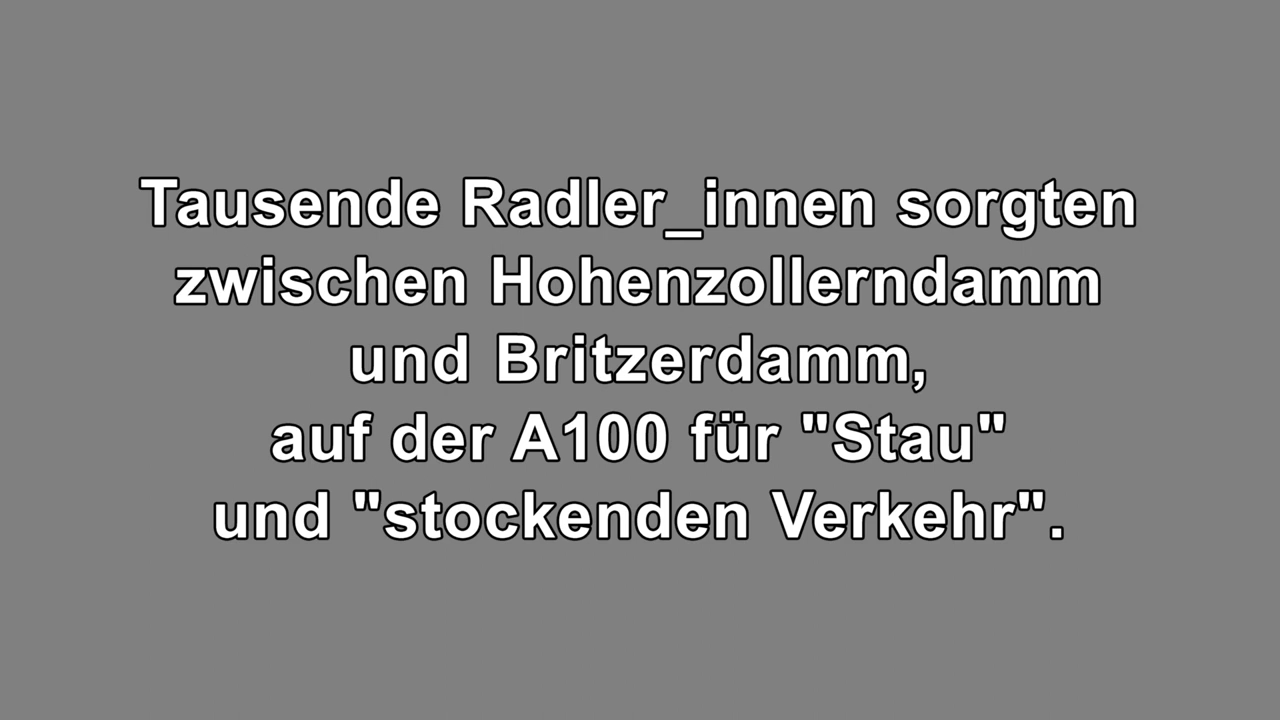 Tausende Radler_innen sorgten
zwischen Hohenzollerndamm
und Britzerdamm,
auf der A100 für "Stau"
und "stockenden Verkehr".